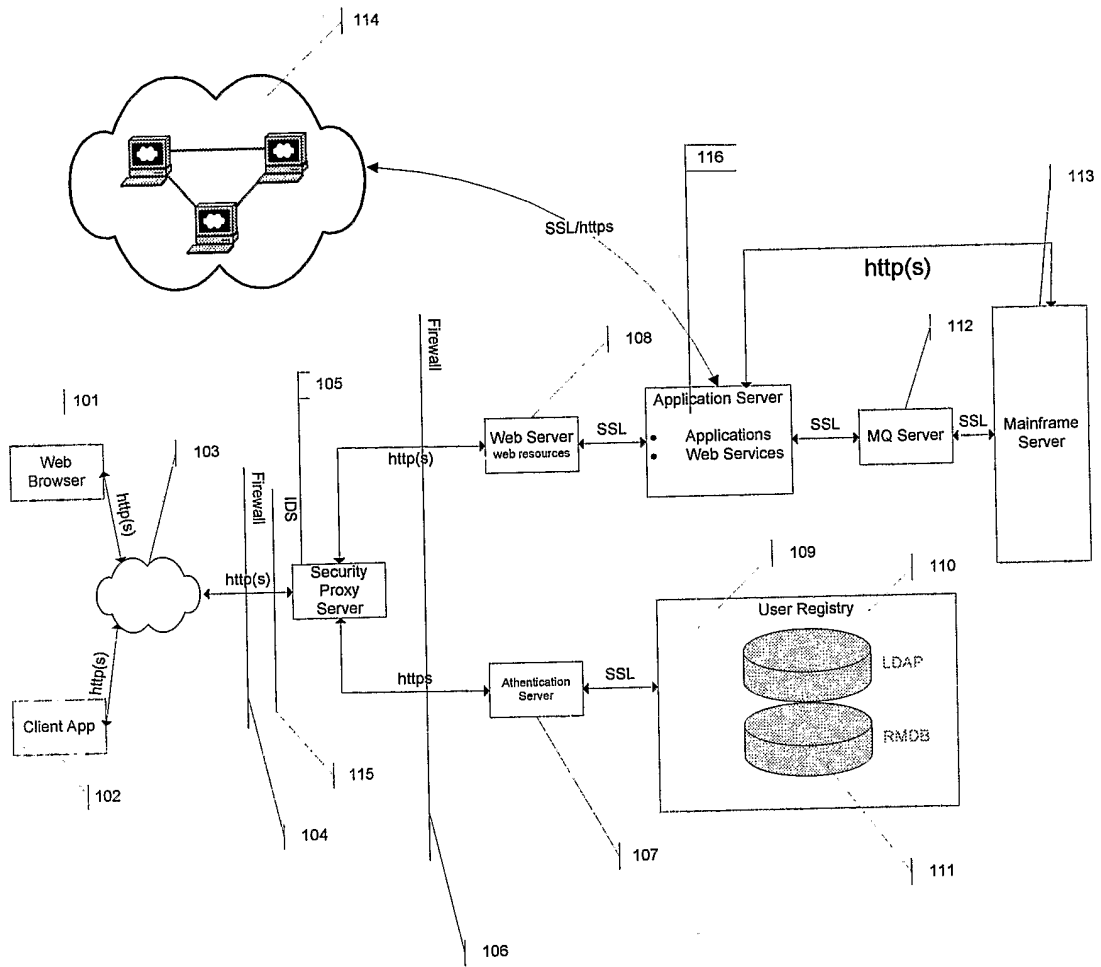 114
116
113
SSL/https
http(s)
Firewall
108
112
105
101
Application Server
Web Server
web resources
SSL
• Applications
• Web Services
SSL
MQ Server
SSL
Mainframe
Server
103
Web
Browser
http(s)
http(s)
Firewall
IDS
109
110
http(s)
Security
Proxy
Server
User Registry
LDAP
http(s)
https
Athentication
Server
SSL
Client App
RMDB
115
102
104
107
111
106